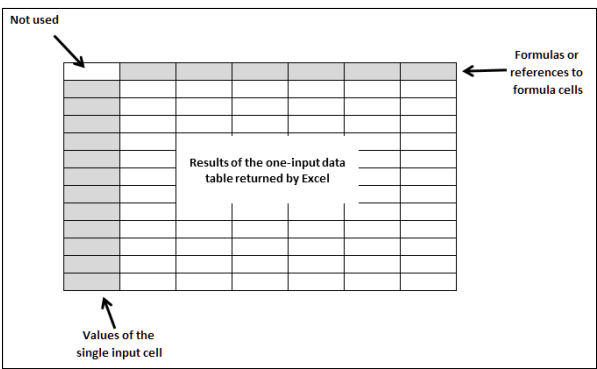 Not used
Formulas or
references to
formula cells
Results of the one-input data
table returned by Excel
Values of the
single input cell